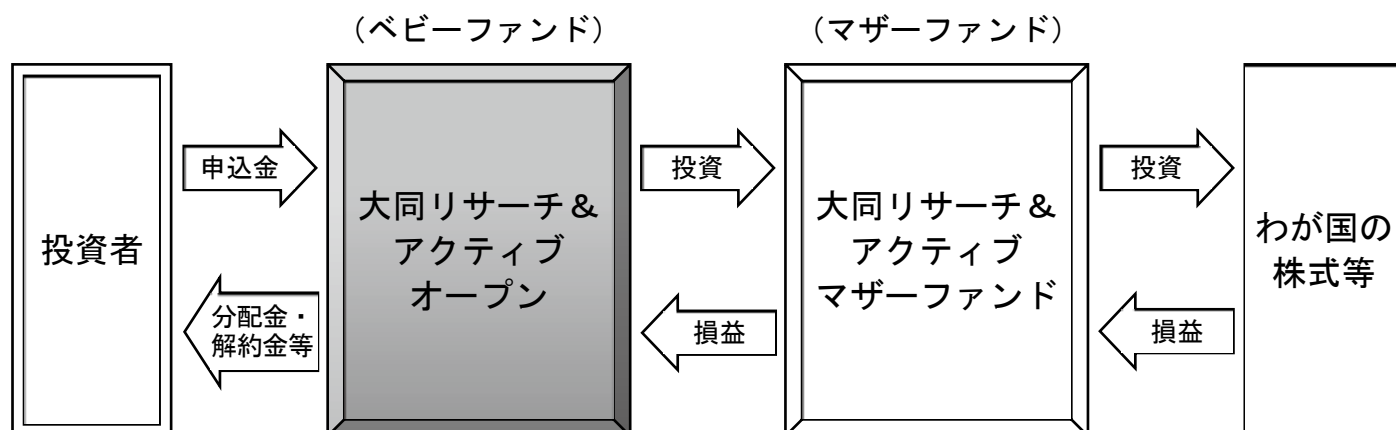 （ベビーファンド）
（マザーファンド）
投資者
申込金
分配金・
解約金等
大同リサーチ＆
アクティブ
オープン
投資
損益
大同リサーチ＆
アクティブ
マザーファンド
投資
損益
わが国の
株式等